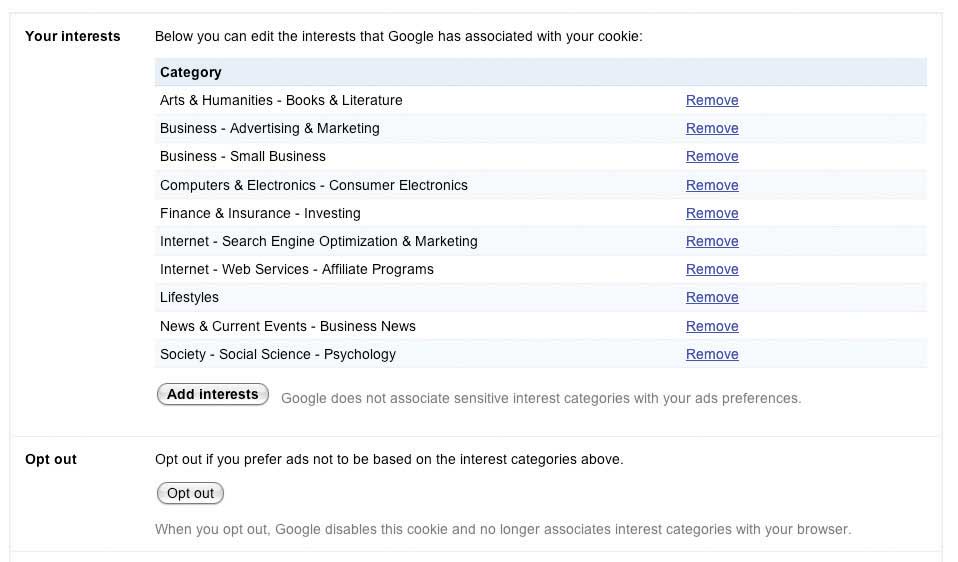 Your interests
Below you can edit the interests that Google has associated with your cookie:
Category
Arts & Humanities - Books & Literature Remove
Business - Advertising & Marketing Remove
Business - Small Business Remove
Computers & Electronics - Consumer Electronics Remove
Finance & Insurance - Investing Remove
Internet - Search Engine Optimization & Marketing Remove
Internet - Web Services - Affiliate Programs Remove
Lifestyles Remove
News & Current Events - Business News Remove
Society - Social Science - Psychology Remove
Add interests Google does not associate sensitive interest categories with your ads preferences.
Opt out
Opt out if you prefer ads not to be based on the interest categories above.
Opt out
When you opt out, Google disables this cookie and no longer associates interest categories with your browser.